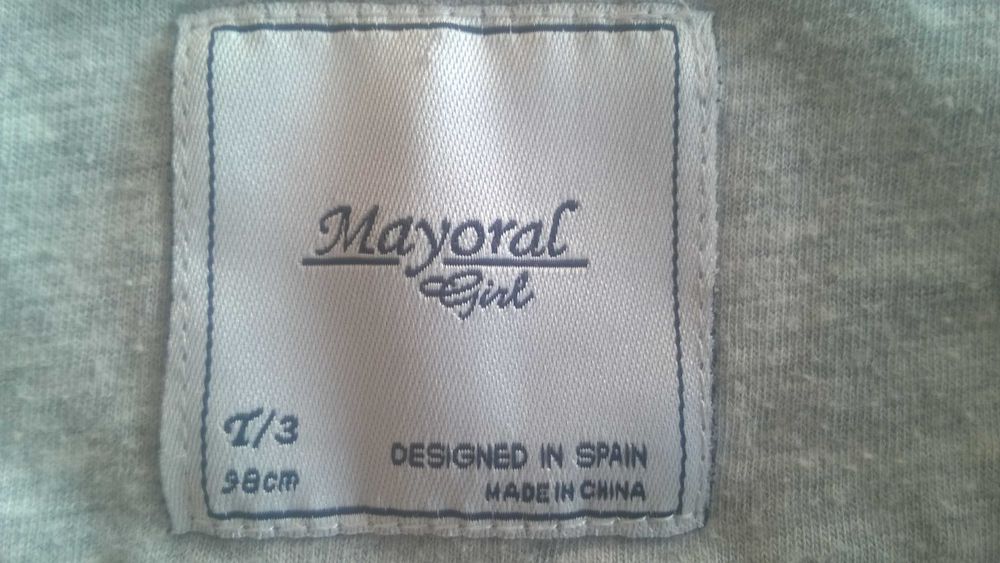 Mayoral
Girl
T/3
98cm
DESIGNED IN SPAIN
MADE IN CHINA